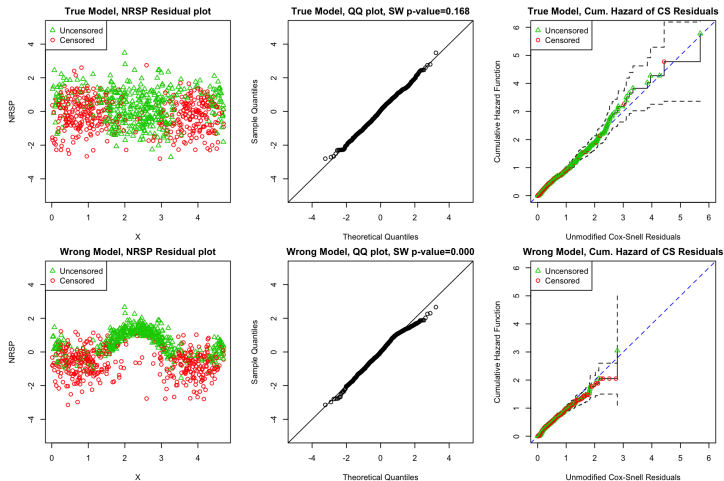 True Model, NRSP Residual plot
Uncensored
Censored
NRSP
4
2
0
-2
-4
0 1 2 3 4
X
True Model, QQ plot, SW p-value=0.168
Sample Quantiles
4
2
0
-2
-4
-4 -2 0 2 4
Theoretical Quantiles
True Model, Cum. Hazard of CS Residuals
Uncensored
Censored
Cumulative Hazard Function
6
5
4
3
2
1
0
0 1 2 3 4 5 6
Unmodified Cox-Snell Residuals
Wrong Model, NRSP Residual plot
Uncensored
Censored
NRSP
4
2
0
-2
-4
0 1 2 3 4
X
Wrong Model, QQ plot, SW p-value=0.000
Sample Quantiles
4
2
0
-2
-4
-4 -2 0 2 4
Theoretical Quantiles
Wrong Model, Cum. Hazard of CS Residuals
Uncensored
Censored
Cumulative Hazard Function
6
5
4
3
2
1
0
0 1 2 3 4 5 6
Unmodified Cox-Snell Residuals